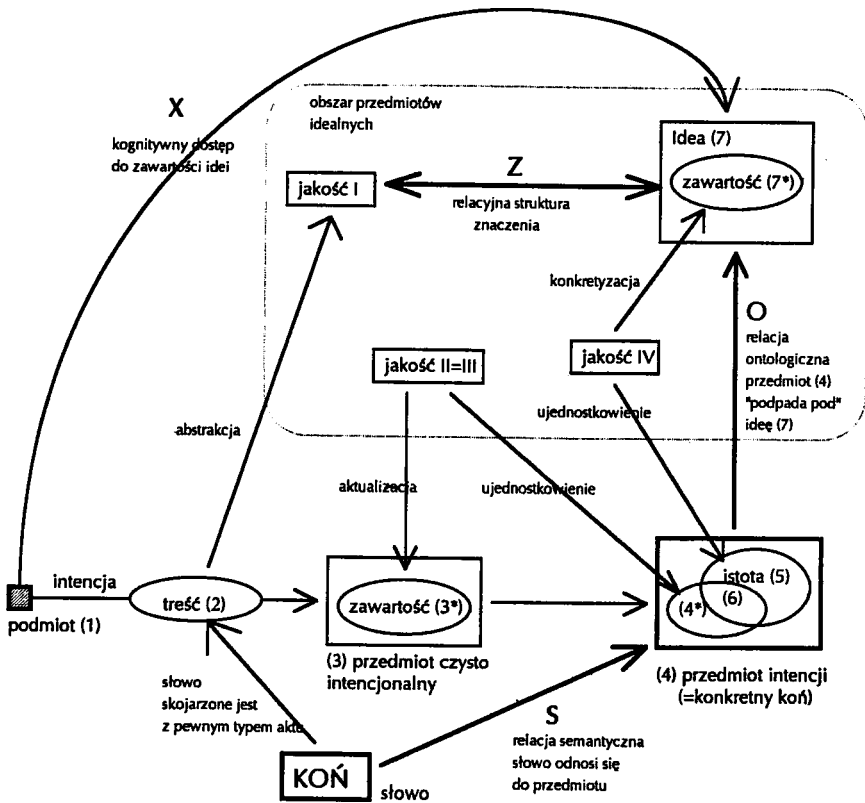 obszar przedmiotów
idealnych
X
kognitywny dostęp
do zawartości idei
Idea (7)
zawartość (7*)
jakość I
Z
relacyjna struktura
znaczenia
konkretyzacja
O
relacja
ontologiczna
przedmiot (4)
"podpada pod"
ideę (7)
jakość II=III
jakość IV
ujednostkowienie
abstrakcja
aktualizacja
ujednostkowienie
intencja
podmiot (1)
treść (2)
zawartość (3*)
istota (5)
(6)
(4*)
(3) przedmiot czysto
intencjonalny
(4) przedmiot intencji
(=konkretny koń)
słowo
skojarzone jest
z pewnym typem aktu
S
relacja semantyczna
słowo odnosi się
do przedmiotu
KOŃ
słowo